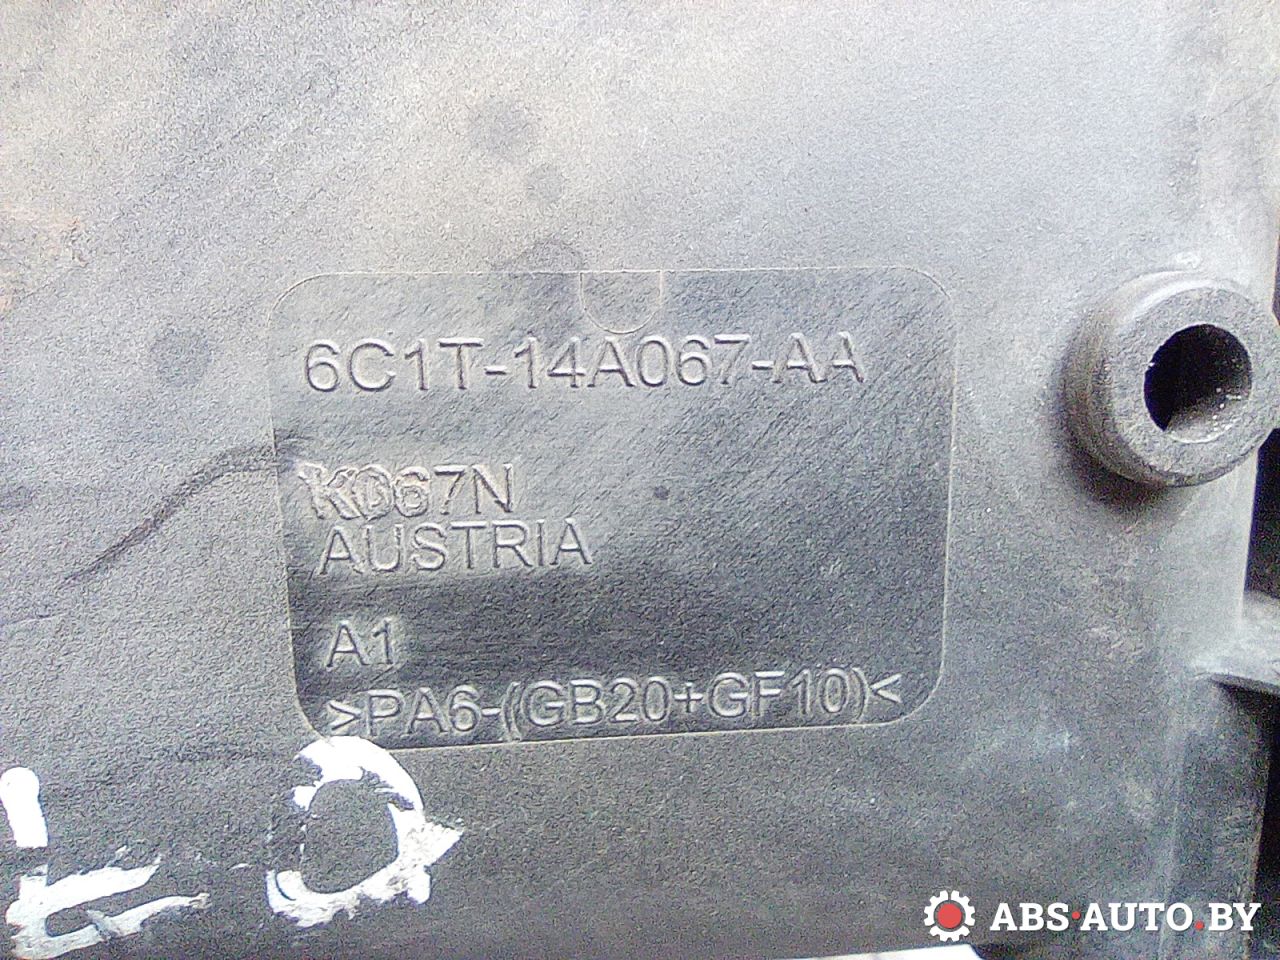 6C1T-14A067-AA
K067N
AUSTRIA
A1
>PA6-(GB20+GF10)<
ABS·AUTO.BY